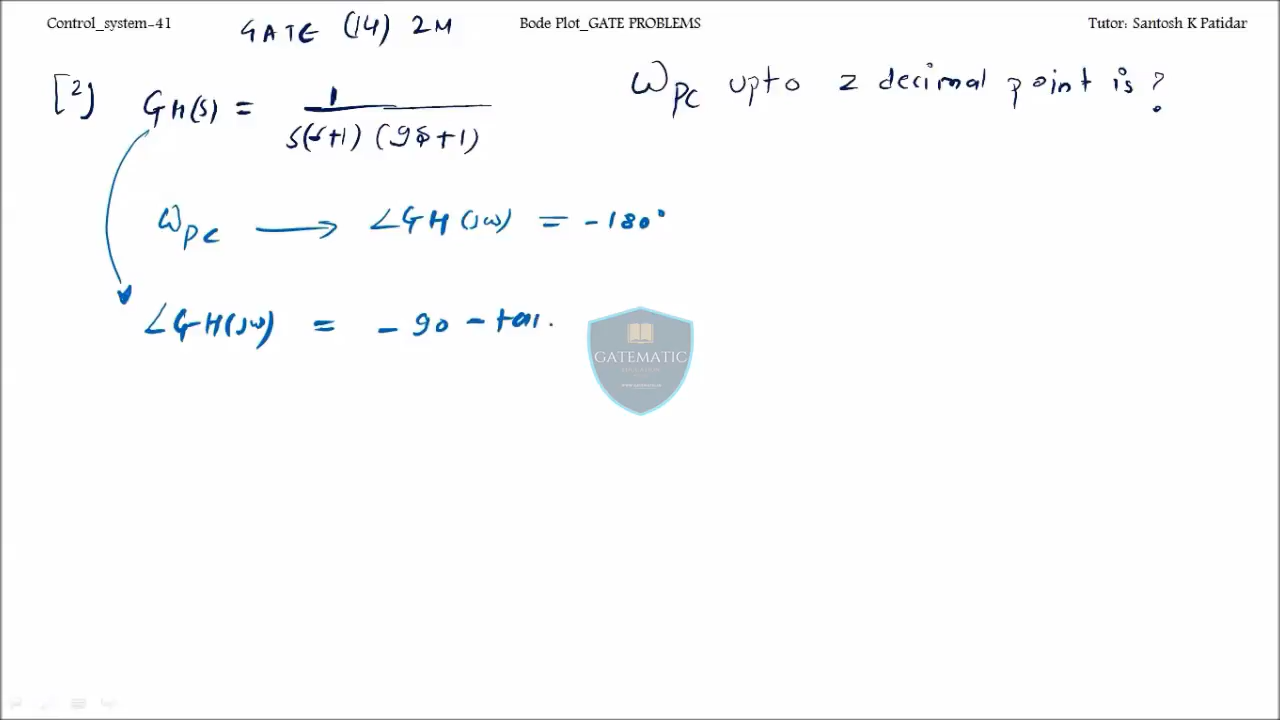 Control_system-41 Bode Plot_GATE PROBLEMS Tutor: Santosh K Patidar
GATE (14) 2M
[2] GH(s) = 1 / s(s+1) (9s+1)
ωpc upto 2 decimal point is ?
ωpc → ∠GH(jω) = -180°
∠GH(jω) = - 90 - tan.
GATEMATIC